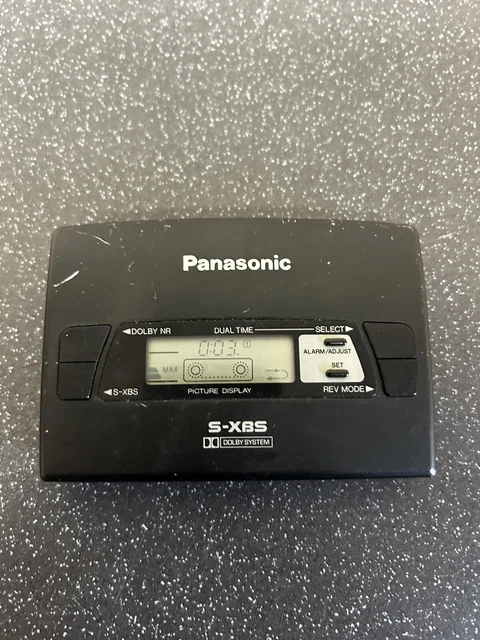 Panasonic
◀DOLBY NR DUAL TIME SELECT▶
0:03
ALARM/ADJUST
MAX
SET
◀S-XBS PICTURE DISPLAY REV MODE▶
S-XBS
DOLBY SYSTEM